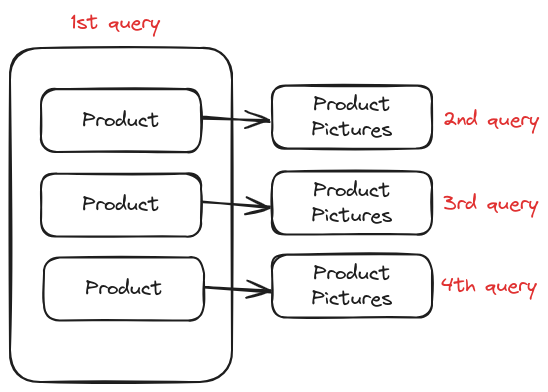 1st query
Product
Product
Pictures
2nd query
Product
Product
Pictures
3rd query
Product
Product
Pictures
4th query